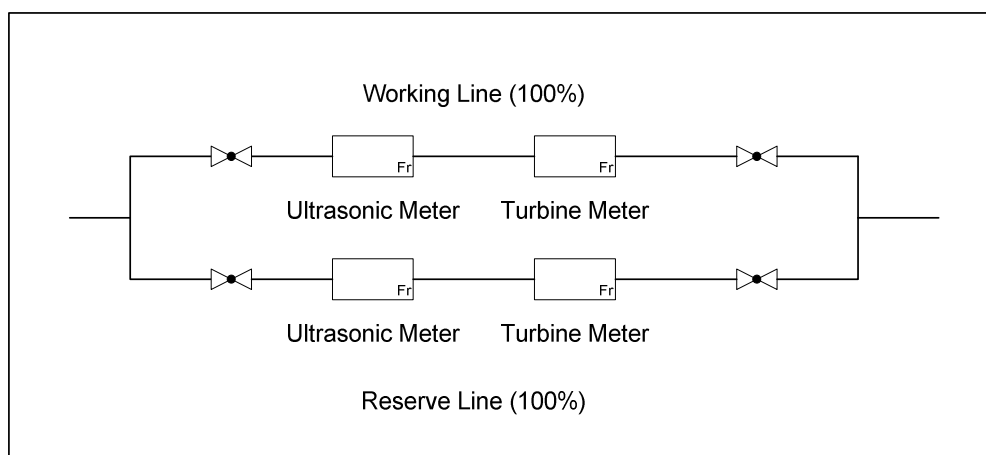 Working Line (100%)
Fr
Fr
Ultrasonic Meter
Turbine Meter
Fr
Fr
Ultrasonic Meter
Turbine Meter
Reserve Line (100%)